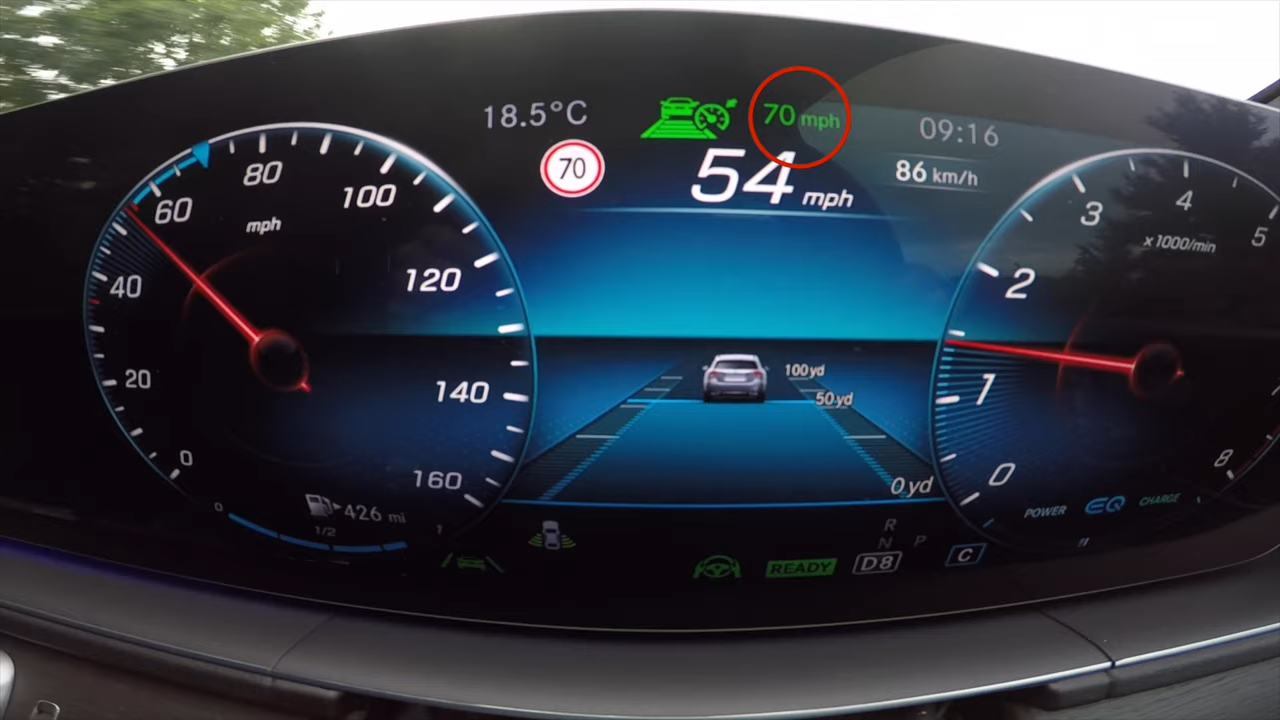 18.5°C
70 mph
09:16
70
54 mph
86 km/h
0
20
40
60
80
100
120
140
160
mph
0
1
2
3
4
5
8
x1000/min
100 yd
50 yd
0 yd
0
1/2
1
426 mi
READY
R
N
P
D8
C
POWER
EQ
CHARGE